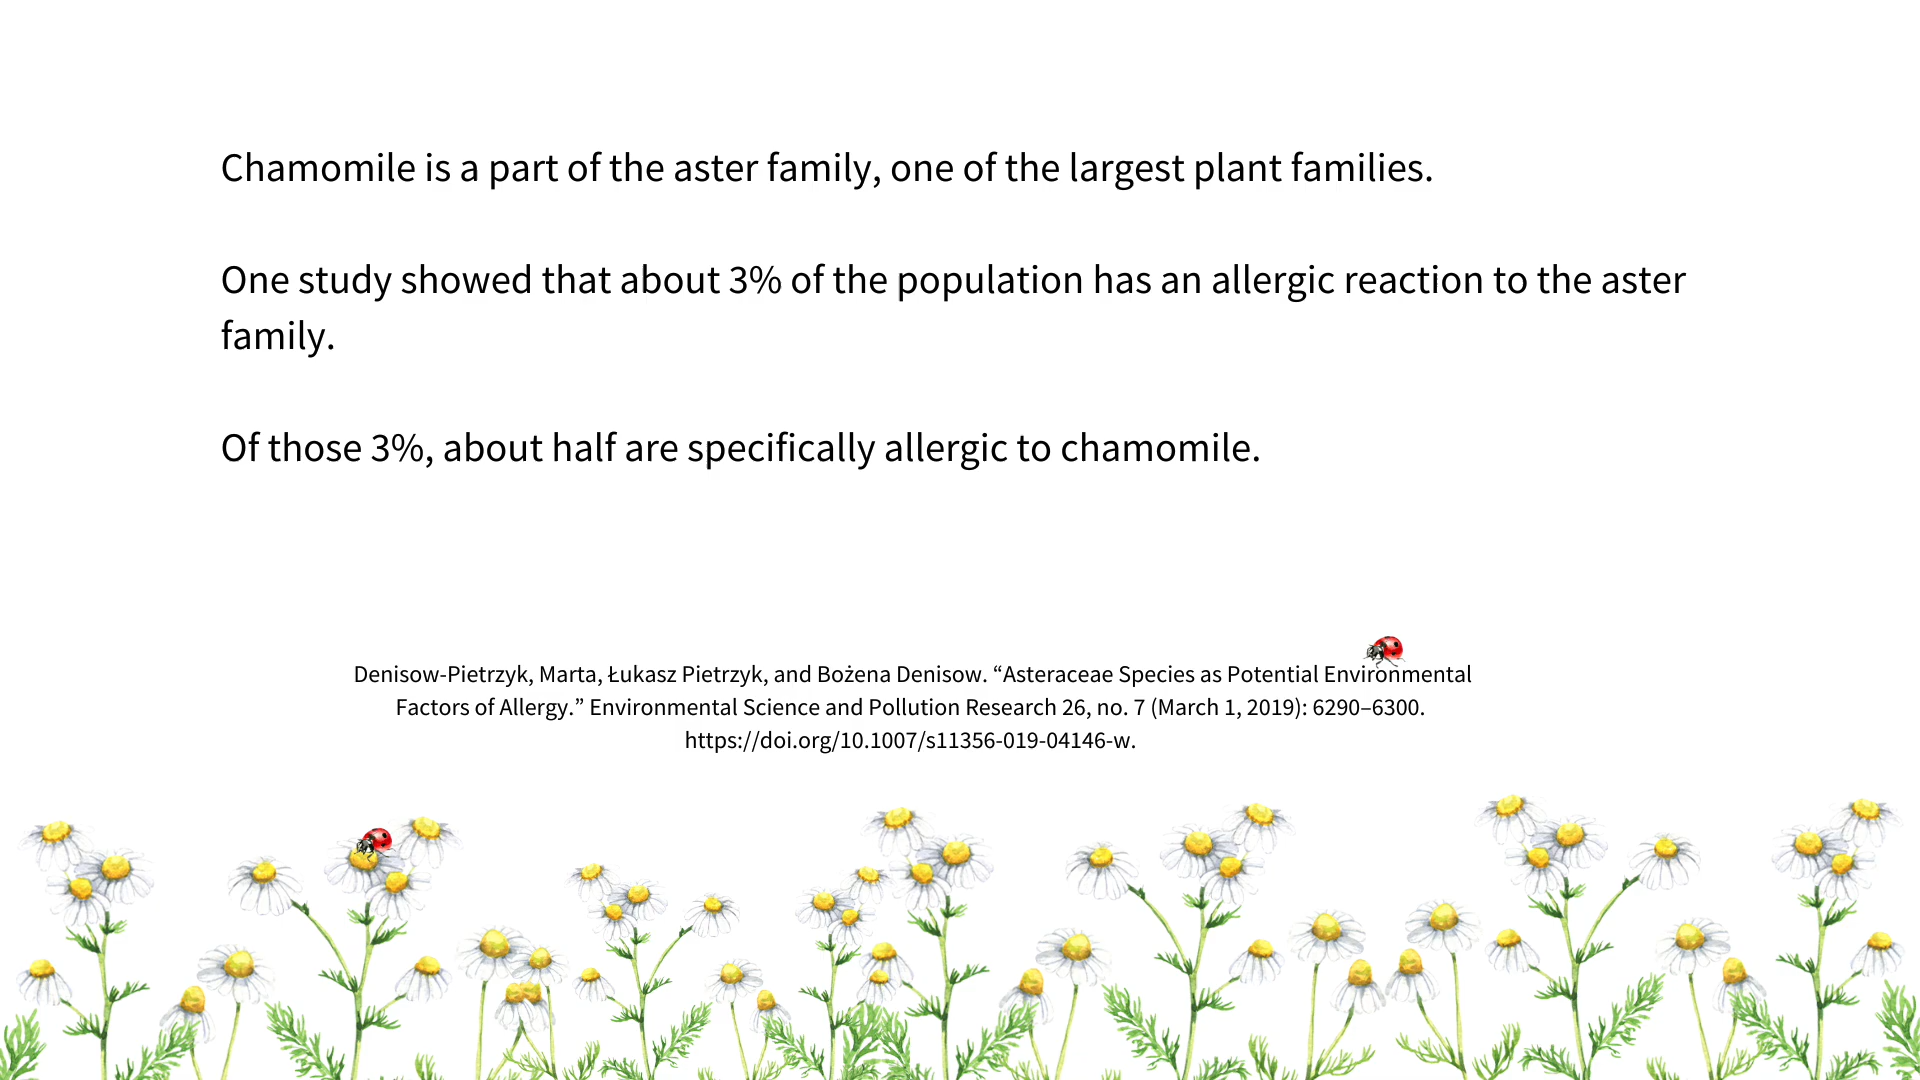 Chamomile is a part of the aster family, one of the largest plant families.
One study showed that about 3% of the population has an allergic reaction to the aster
family.
Of those 3%, about half are specifically allergic to chamomile.
Denisow-Pietrzyk, Marta, Łukasz Pietrzyk, and Bożena Denisow. “Asteraceae Species as Potential Environmental
Factors of Allergy.” Environmental Science and Pollution Research 26, no. 7 (March 1, 2019): 6290–6300.
https://doi.org/10.1007/s11356-019-04146-w.